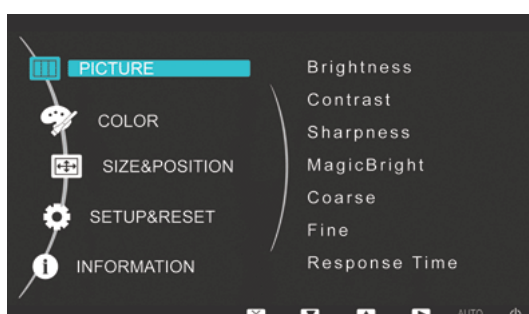 PICTURE
COLOR
SIZE&POSITION
SETUP&RESET
INFORMATION
Brightness
Contrast
Sharpness
MagicBright
Coarse
Fine
Response Time
AUTO